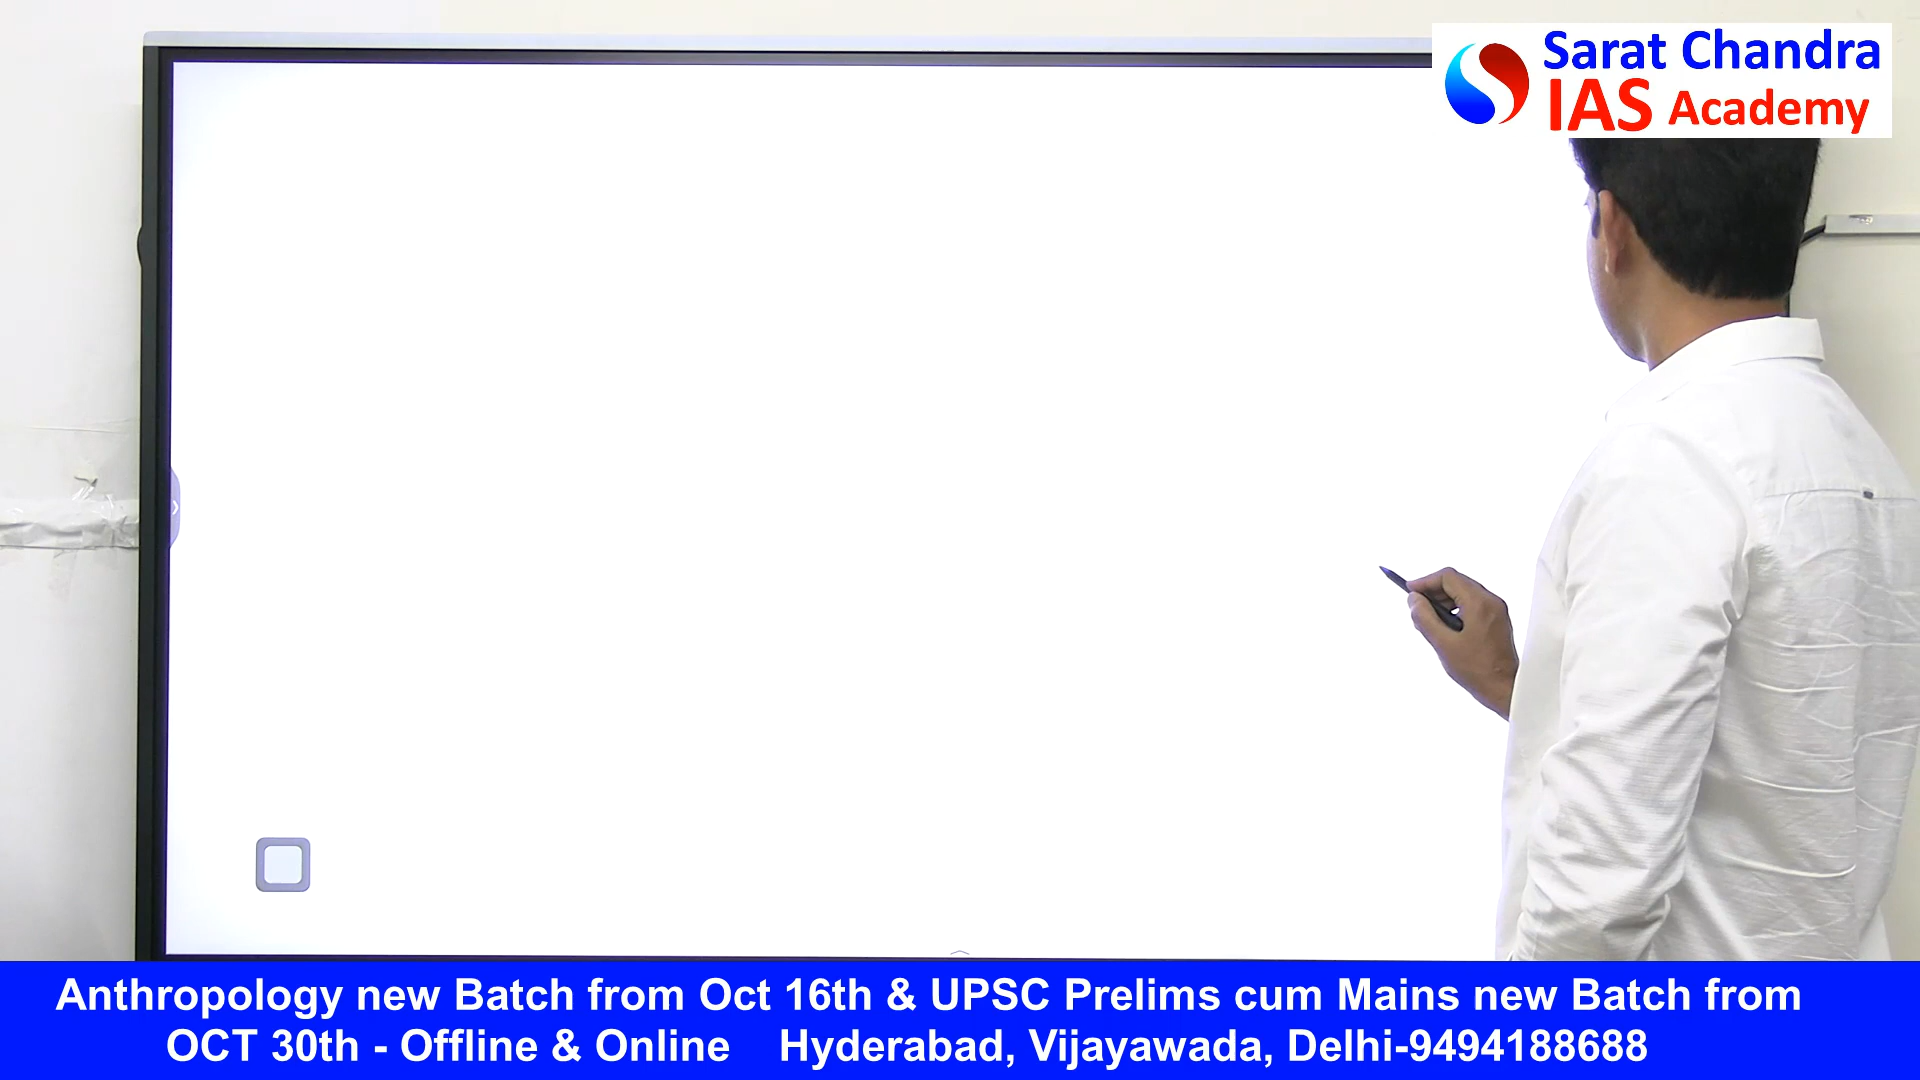 Sarat Chandra
IAS Academy
Anthropology new Batch from Oct 16th & UPSC Prelims cum Mains new Batch from
OCT 30th - Offline & Online Hyderabad, Vijayawada, Delhi-9494188688